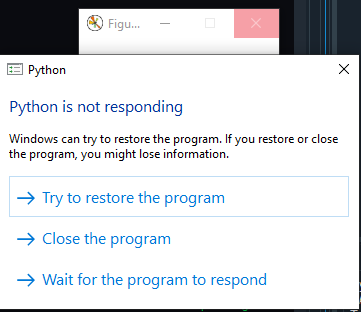 Figu...
Python
Python is not responding
Windows can try to restore the program. If you restore or close
the program, you might lose information.
Try to restore the program
Close the program
Wait for the program to respond